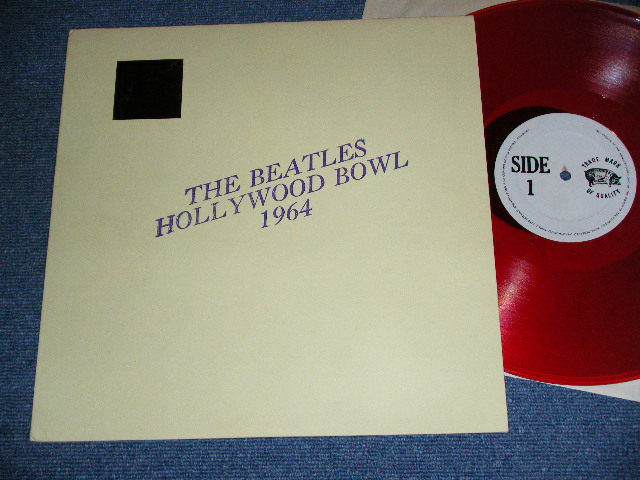 THE BEATLES
HOLLYWOOD BOWL
1964
SIDE
1
TRADE MARK
OF QUALITY